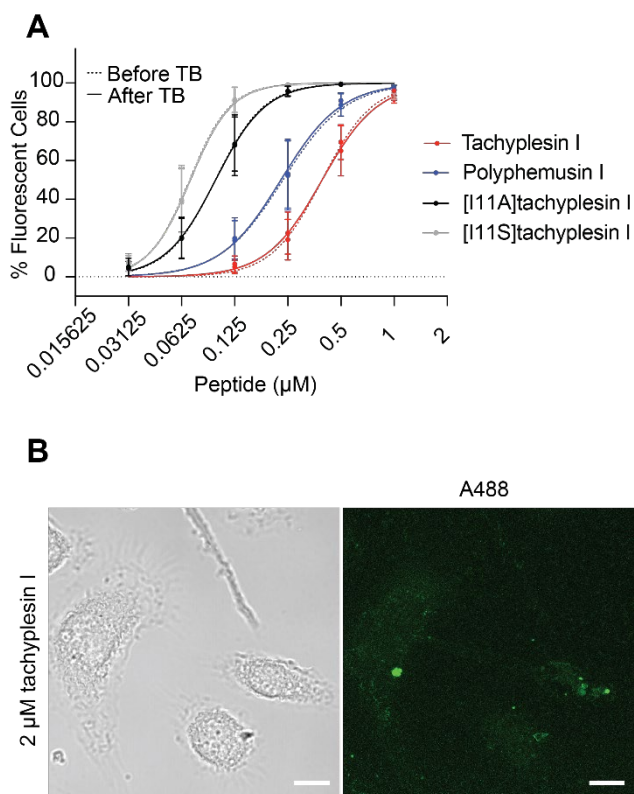 A
% Fluorescent Cells
100
80
60
40
20
0
Before TB
After TB
Tachyplesin I
Polyphemusin I
[I11A]tachyplesin I
[I11S]tachyplesin I
0.015625
0.03125
0.0625
0.125
0.25
0.5
1
2
Peptide (µM)
B
A488
2 µM tachyplesin I